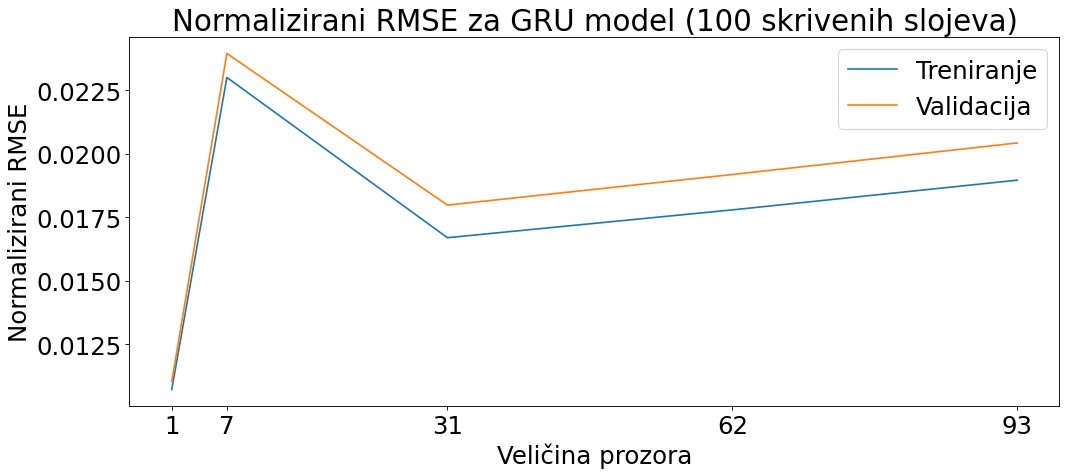 Normalizirani RMSE za GRU model (100 skrivenih slojeva)
Treniranje
Validacija
Normalizirani RMSE
0.0225
0.0200
0.0175
0.0150
0.0125
1 7 31 62 93
Veličina prozora